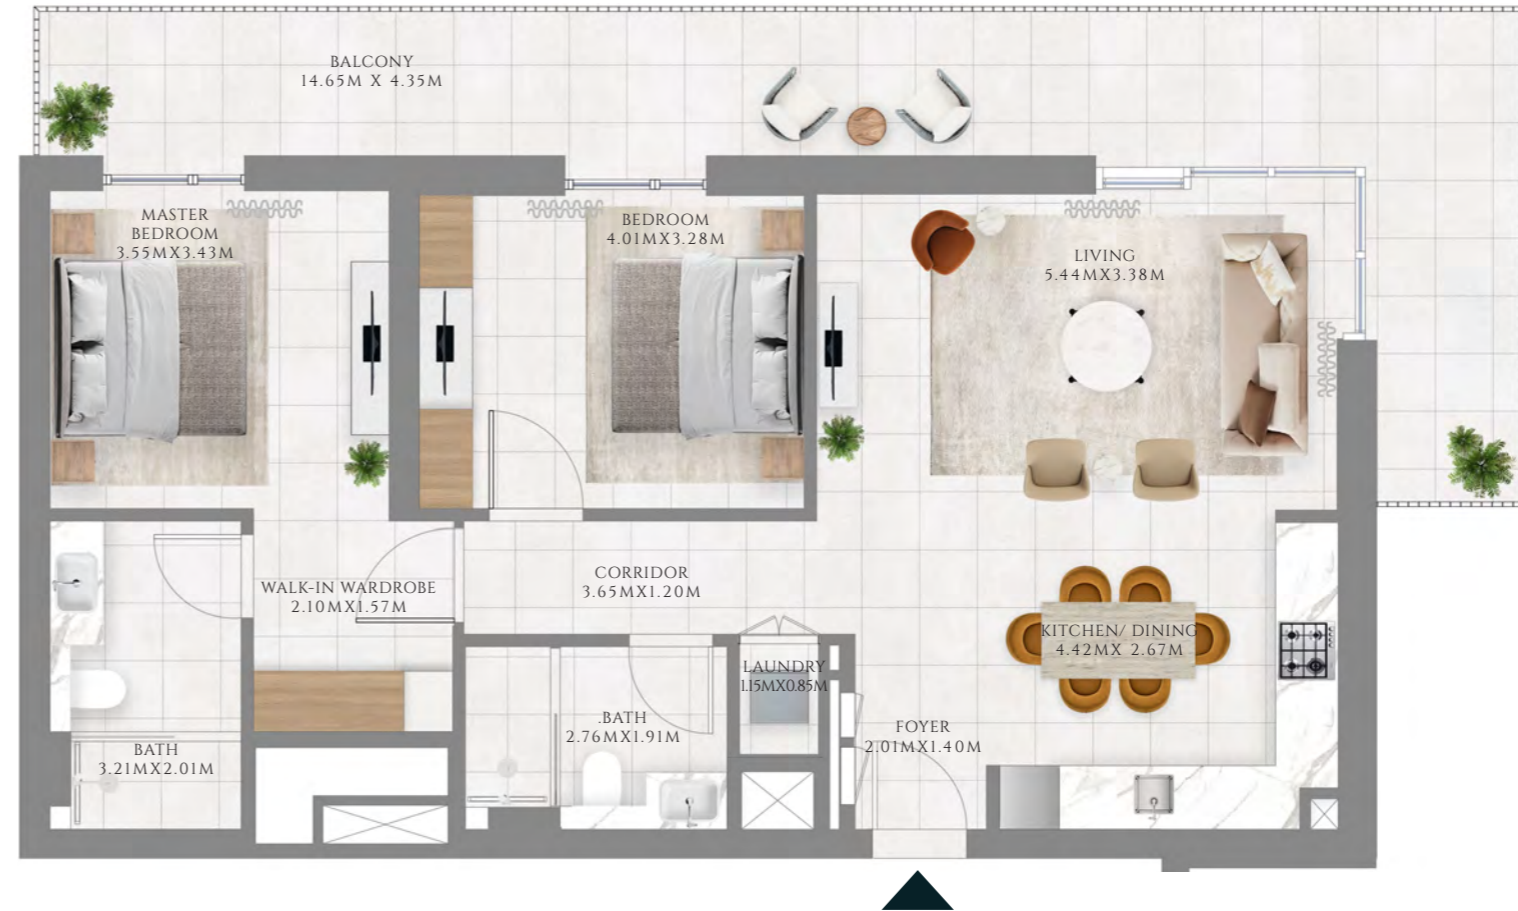 BALCONY
14.65M X 4.35M
MASTER
BEDROOM
3.55MX3.43M
BEDROOM
4.01MX3.28M
LIVING
5.44MX3.38M
WALK-IN WARDROBE
2.10MX1.57M
CORRIDOR
3.65MX1.20M
KITCHEN/ DINING
4.42MX 2.67M
LAUNDRY
1.15MX0.85M
BATH
3.21MX2.01M
.BATH
2.76MX1.91M
FOYER
2.01MX1.40M